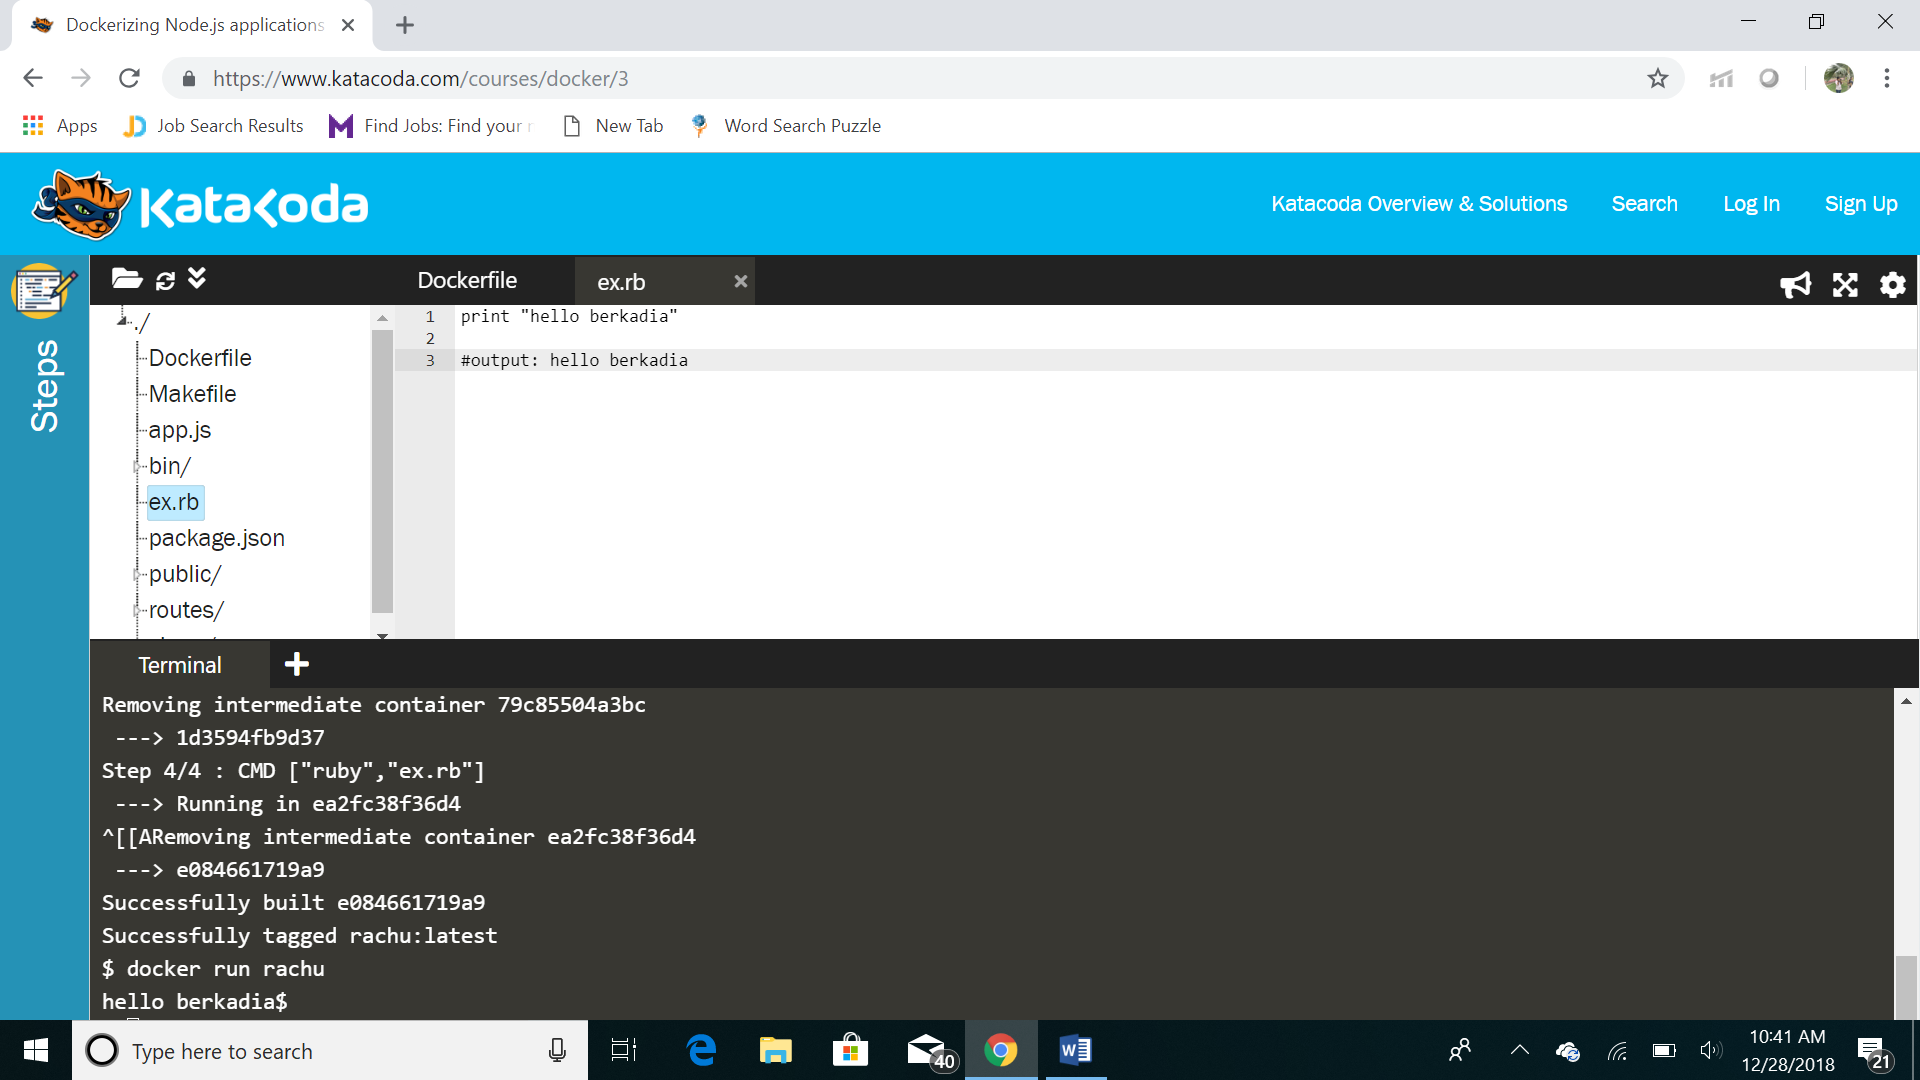 Dockerizing Node.js applications
https://www.katacoda.com/courses/docker/3
Apps Job Search Results Find Jobs: Find your New Tab Word Search Puzzle
Katacoda Katacoda Overview & Solutions Search Log In Sign Up
Steps
Dockerfile ex.rb
./
Dockerfile
Makefile
app.js
bin/
ex.rb
package.json
public/
routes/
1 print "hello berkadia"
2
3 #output: hello berkadia
Terminal
Removing intermediate container 79c85504a3bc
---> 1d3594fb9d37
Step 4/4 : CMD ["ruby","ex.rb"]
---> Running in ea2fc38f36d4
^[[ARemoving intermediate container ea2fc38f36d4
---> e084661719a9
Successfully built e084661719a9
Successfully tagged rachu:latest
$ docker run rachu
hello berkadia$
Type here to search
40
W
10:41 AM
12/28/2018
21